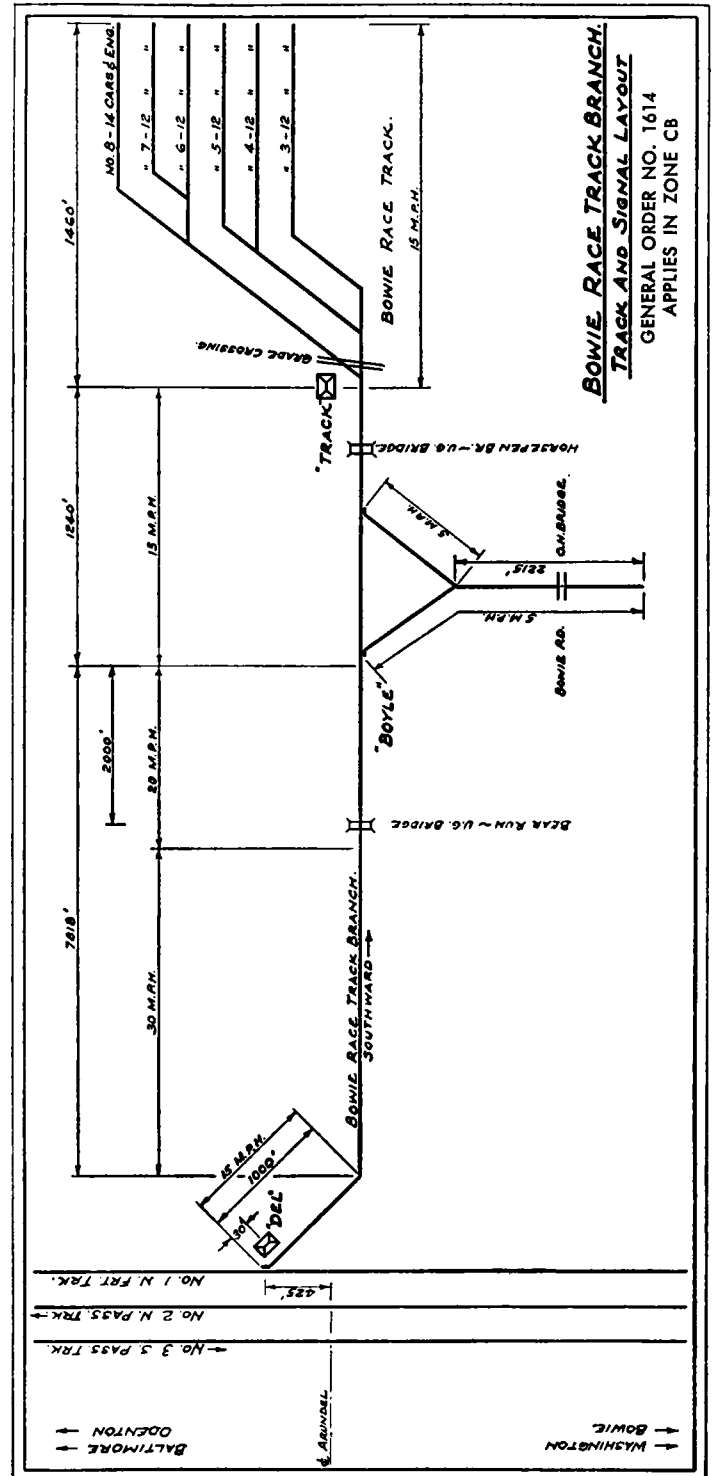 BOWIE RACE TRACK BRANCH.
TRACK AND SIGNAL LAYOUT
GENERAL ORDER NO. 1614
APPLIES IN ZONE CB
1460'
1260'
7818'
2000'
NO. 8 - 14 CARS & ENG.
" 7 - 12 " "
" 6 - 12 " "
" 5 - 12 " "
" 4 - 12 " "
" 3 - 12 " "
BOWIE RACE TRACK.
15 M.P.H.
GRADE CROSSING.
"TRACK"
HORSEPEN BR. ~ U.G. BRIDGE.
15 M.P.H.
5 M.P.H.
2215'
O.H. BRIDGE.
5 M.P.H.
BOWIE RD.
"BOYLE"
20 M.P.H.
BEAR RUN ~ U.G. BRIDGE
30 M.P.H.
BOWIE RACE TRACK BRANCH.
SOUTHWARD
15 M.P.H.
1000'
30'
"DEL"
425'
NO. 1 N. FRT. TRK.
NO. 2 N. PASS. TRK.
NO. 3 S. PASS. TRK.
℄ ARUNDEL
BALTIMORE
ODENTON
WASHINGTON
BOWIE.